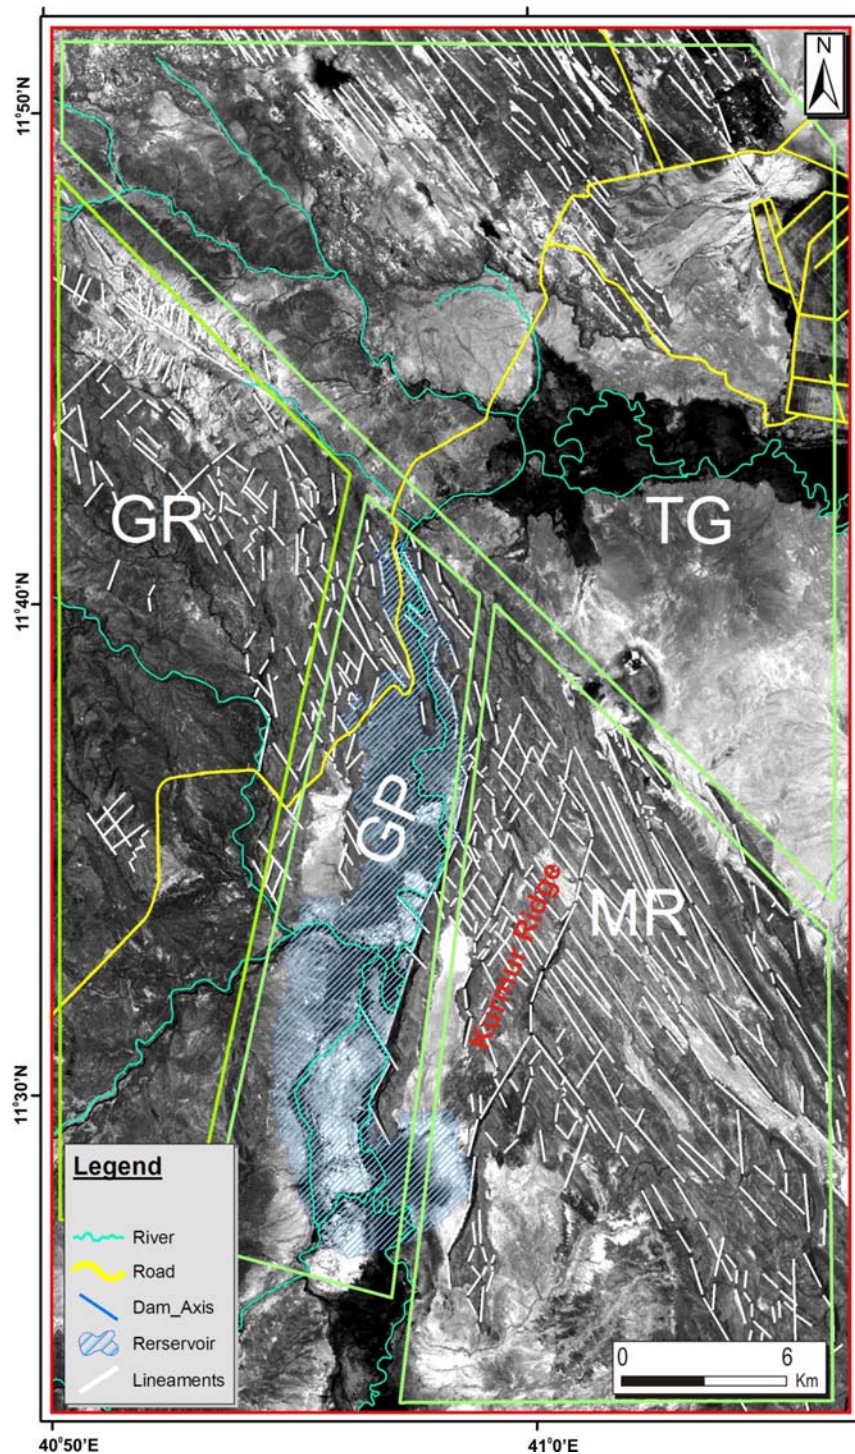 N
11°50'N
GR
TG
11°40'N
GP
MR
Kurmur Ridge
11°30'N
Legend
River
Road
Dam_Axis
Rerservoir
Lineaments
0 6
Km
40°50'E
41°0'E